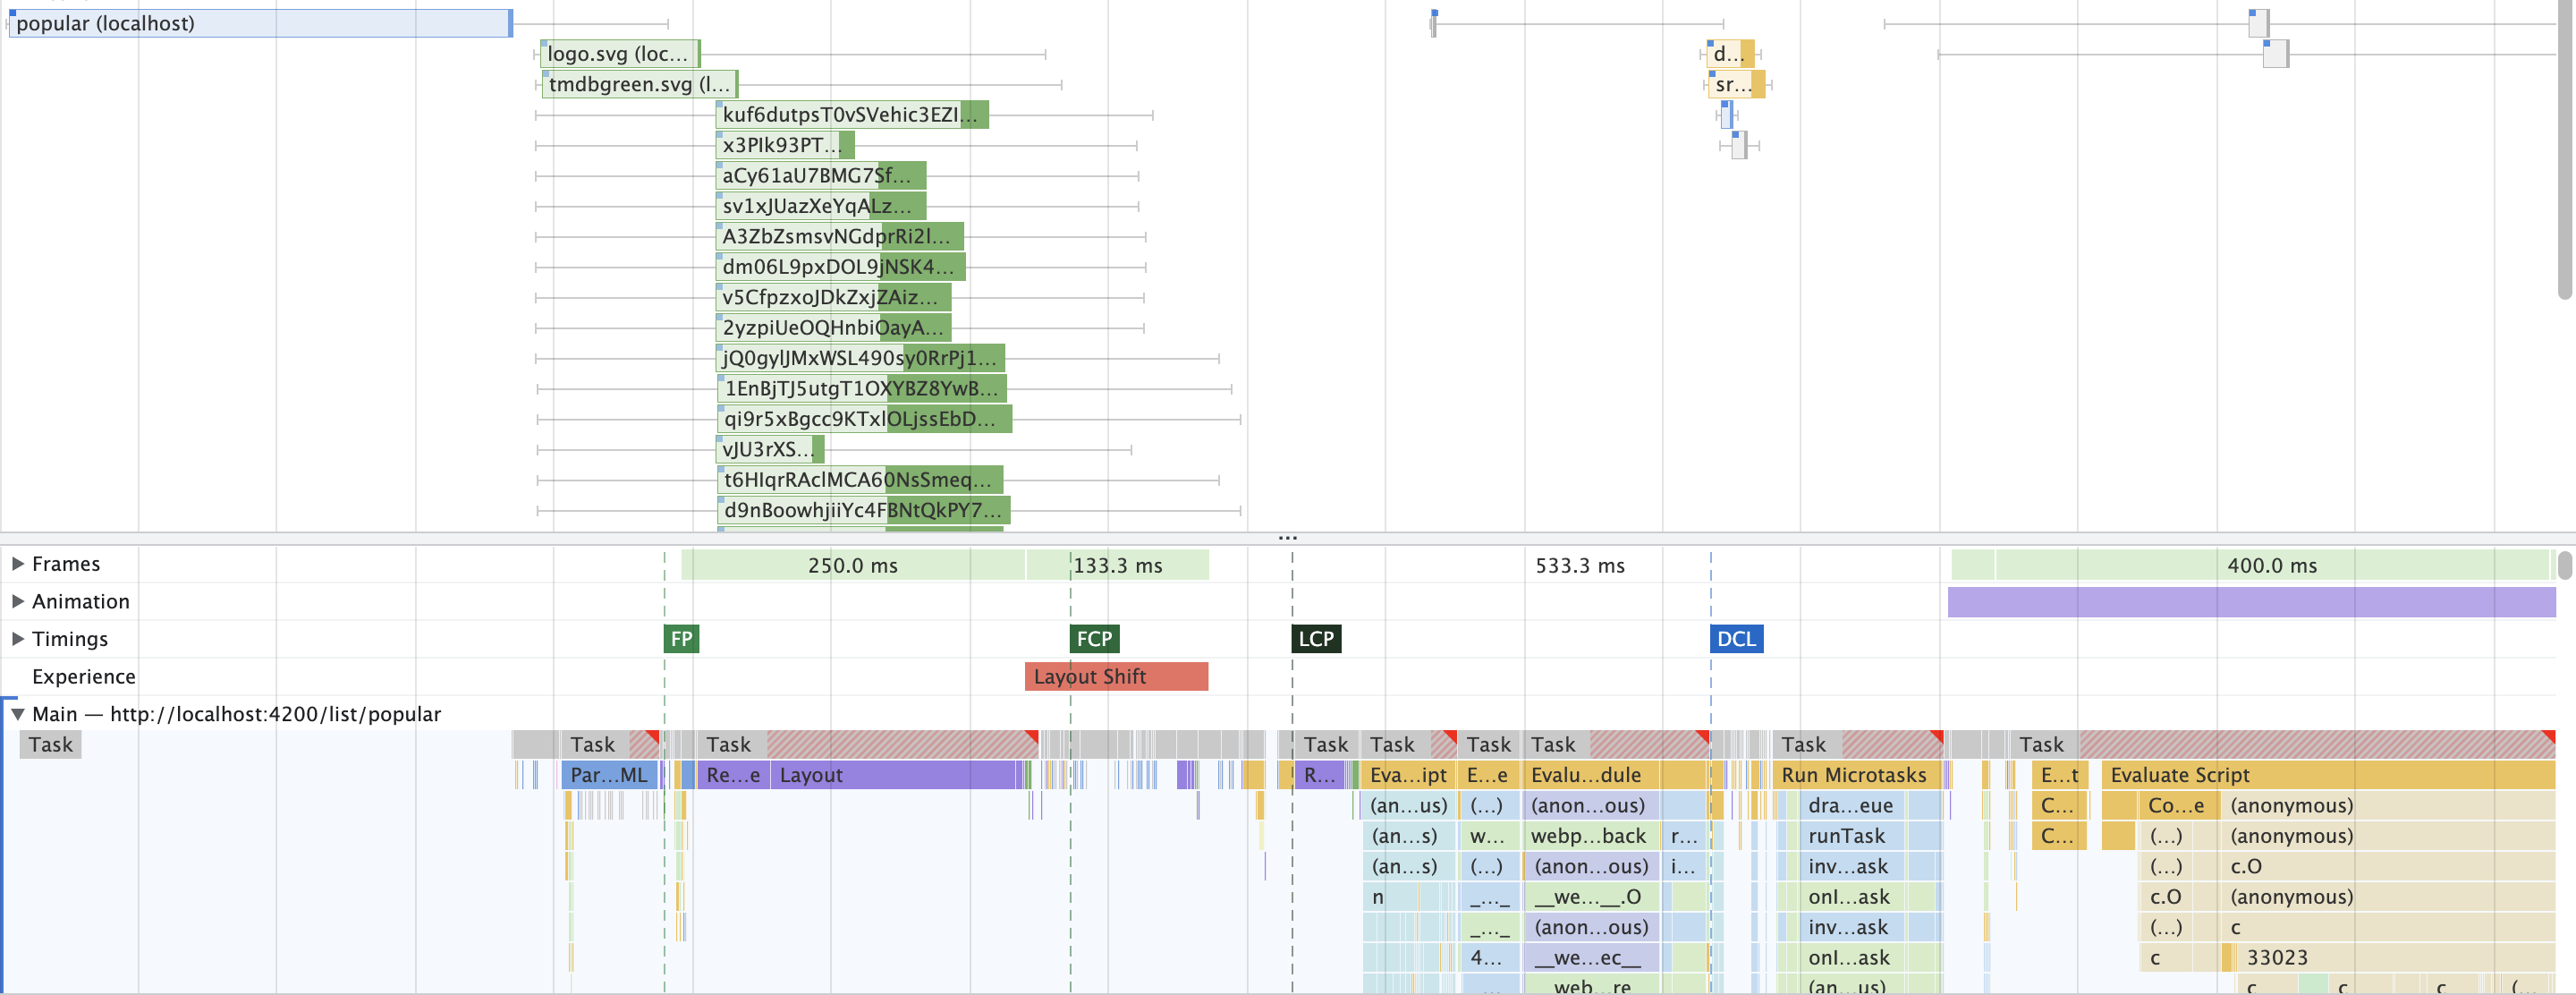 popular (localhost)
logo.svg (loc... d...
tmdbgreen.svg (l... sr...
kuf6dutpsT0vSVehic3EZl...
x3Plk93PT...
aCy61aU7BMG7Sf...
sv1xJUazXeYqALz...
A3ZbZsmsvNGdprRi2l...
dm06L9pxDOL9jNSK4...
v5CfpzxoJDkZxjZAiz...
2yzpiUeOQHnbiOayA...
jQ0gylJMxWSL490sy0RrPj1...
1EnBjTJ5utgT1OXYBZ8YwB...
qi9r5xBgcc9KTxlOLjssEbD...
vJU3rXS...
t6HIqrRAclMCA60NsSmeq...
d9nBoowhjiiYc4FBNtQkPY7...
...
Frames 250.0 ms 133.3 ms 533.3 ms 400.0 ms
Animation
Timings FP FCP LCP DCL
Experience Layout Shift
Main — http://localhost:4200/list/popular
Task Task Task Task Task Task Task Task Task
Par...ML Re...e Layout R... Eva...ipt E...e Evalu...dule Run Microtasks E...t Evaluate Script
(an...us) (...) (anon...ous) dra...eue C... Co...e (anonymous)
(an...s) w... webp...back r... runTask C... (...) (anonymous)
(an...s) (...) (anon...ous) i... inv...ask (...) c.O
n _..._ __we...__.O onI...ask c.O (anonymous)
_..._ (anon...ous) inv...ask (...) c
4... __we...ec__ onI...ask c 33023
... web...re (an...us) c c c (...